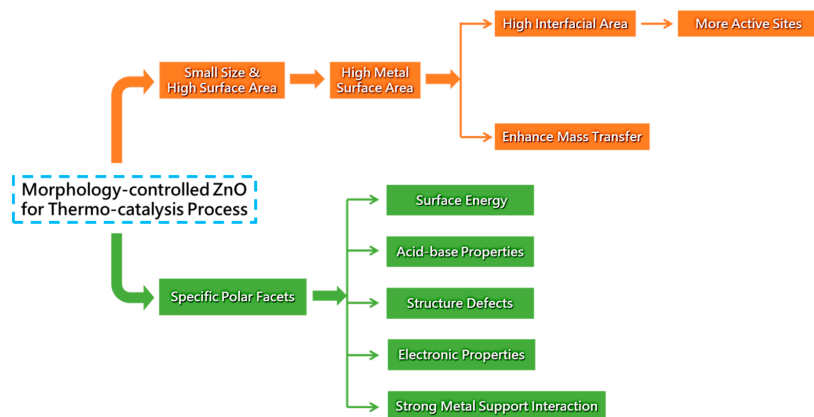 High Interfacial Area
More Active Sites
Small Size &
High Surface Area
High Metal
Surface Area
Enhance Mass Transfer
Morphology-controlled ZnO
for Thermo-catalysis Process
Surface Energy
Acid-base Properties
Specific Polar Facets
Structure Defects
Electronic Properties
Strong Metal Support Interaction